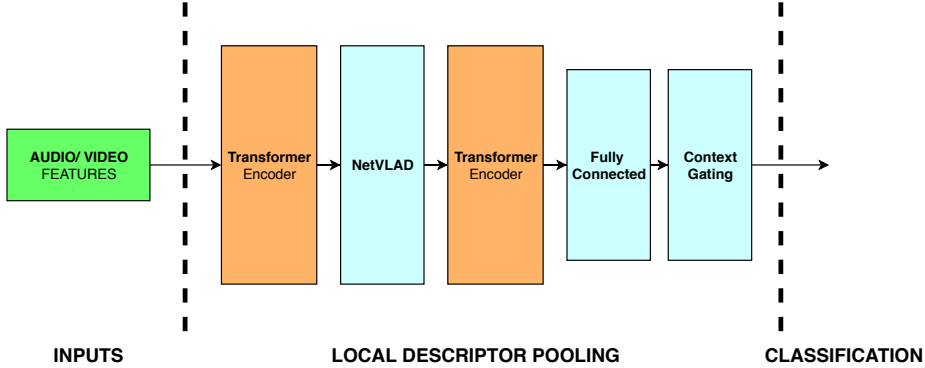 AUDIO/ VIDEO
FEATURES
Transformer
Encoder
NetVLAD
Transformer
Encoder
Fully
Connected
Context
Gating
INPUTS
LOCAL DESCRIPTOR POOLING
CLASSIFICATION